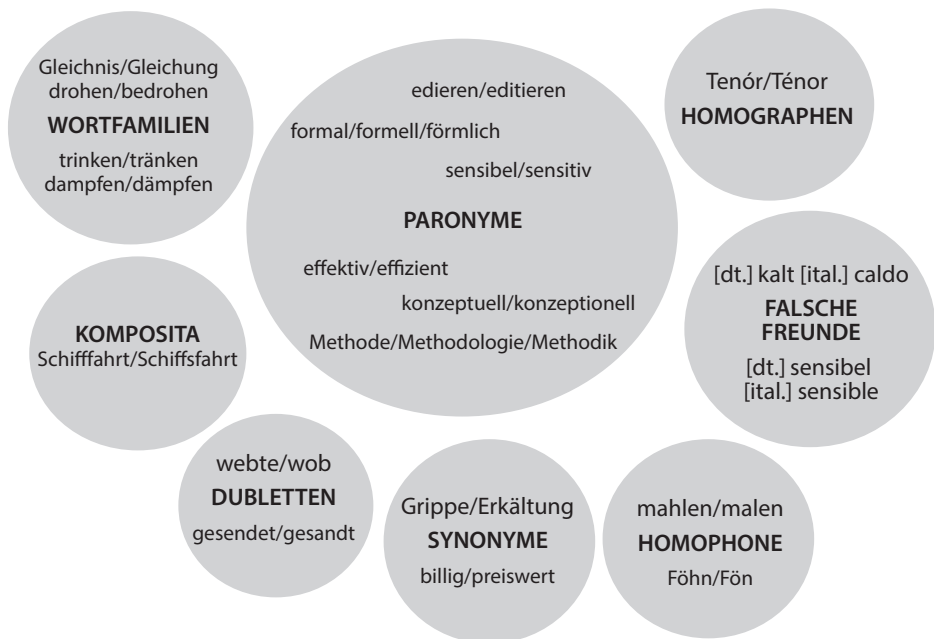 Gleichnis/Gleichung
drohen/bedrohen
WORTFAMILIEN
trinken/tränken
dampfen/dämpfen
edieren/editieren
formal/formell/förmlich
sensibel/sensitiv
PARONYME
effektiv/effizient
konzeptuell/konzeptionell
Methode/Methodologie/Methodik
Tenór/Ténor
HOMOGRAPHEN
KOMPOSITA
Schifffahrt/Schiffsfahrt
[dt.] kalt [ital.] caldo
FALSCHE
FREUNDE
[dt.] sensibel
[ital.] sensible
webte/wob
DUBLETTEN
gesendet/gesandt
Grippe/Erkältung
SYNONYME
billig/preiswert
mahlen/malen
HOMOPHONE
Föhn/Fön